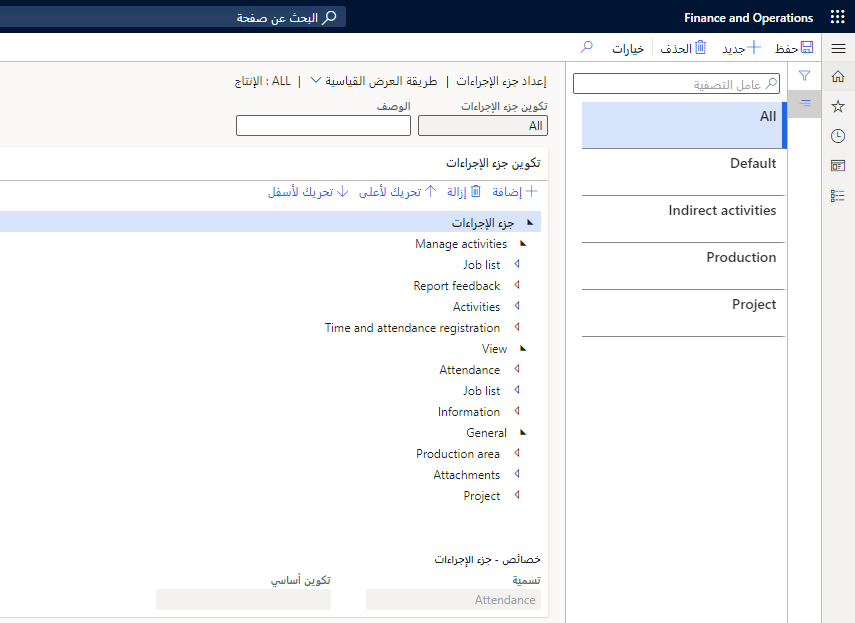 Finance and Operations
البحث عن صفحة
حفظ
جديد
الحذف
خيارات
عامل التصفية
All
Default
Indirect activities
Production
Project
إعداد جزء الإجراءات | طريقة العرض القياسية | ALL : الإنتاج
تكوين جزء الإجراءات
الوصف
All
تكوين جزء الإجراءات
إضافة
إزالة
تحريك لأعلى
تحريك لأسفل
جزء الإجراءات
Manage activities
Job list
Report feedback
Activities
Time and attendance registration
View
Attendance
Job list
Information
General
Production area
Attachments
Project
خصائص - جزء الإجراءات
تسمية
تكوين أساسي
Attendance